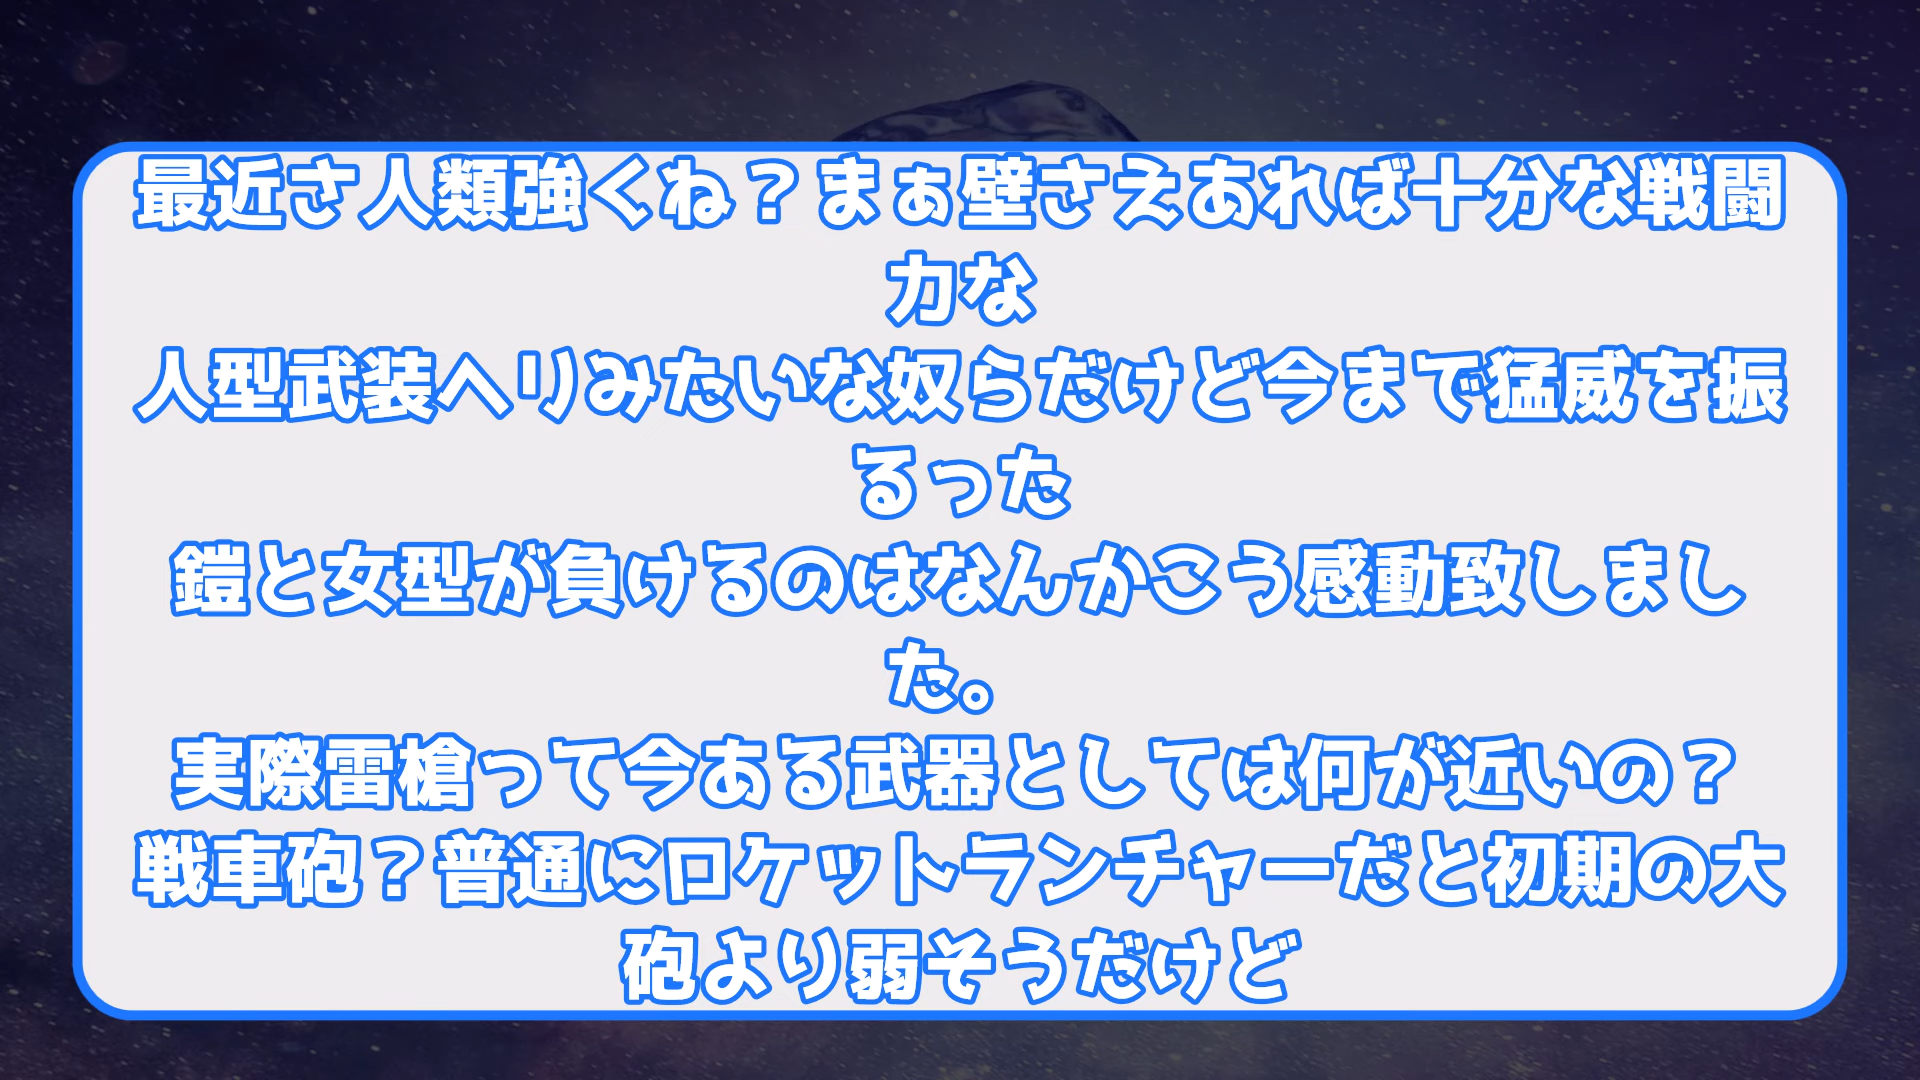 最近さ人類強くね？まぁ壁さえあれば十分な戦闘
力な
人型武装ヘリみたいな奴らだけど今まで猛威を振
るった
鎧と女型が負けるのはなんかこう感動致しまし
た。
実際雷槍って今ある武器としては何が近いの？
戦車砲？普通にロケットランチャーだと初期の大
砲より弱そうだけど